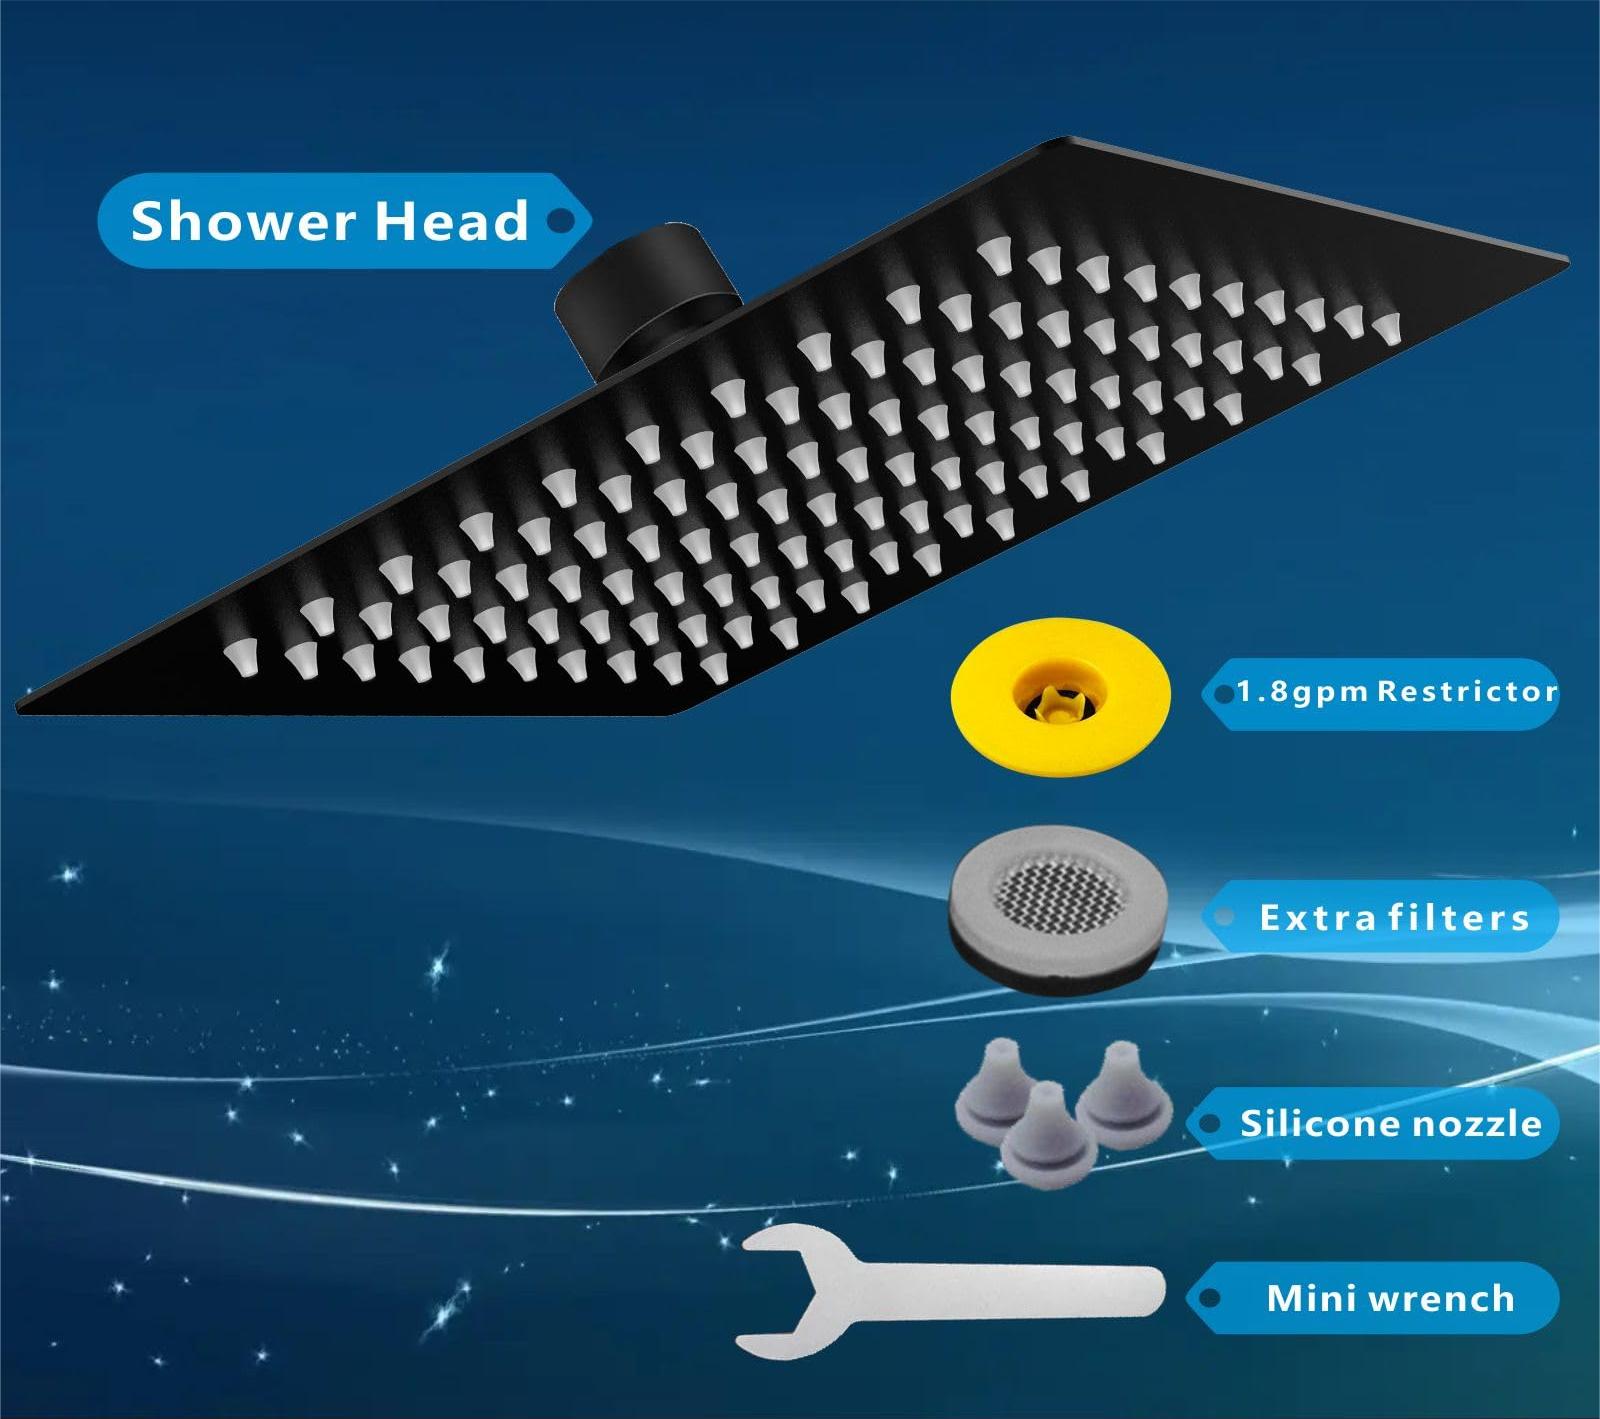 Shower Head
1.8gpm Restrictor
Extra filters
Silicone nozzle
Mini wrench